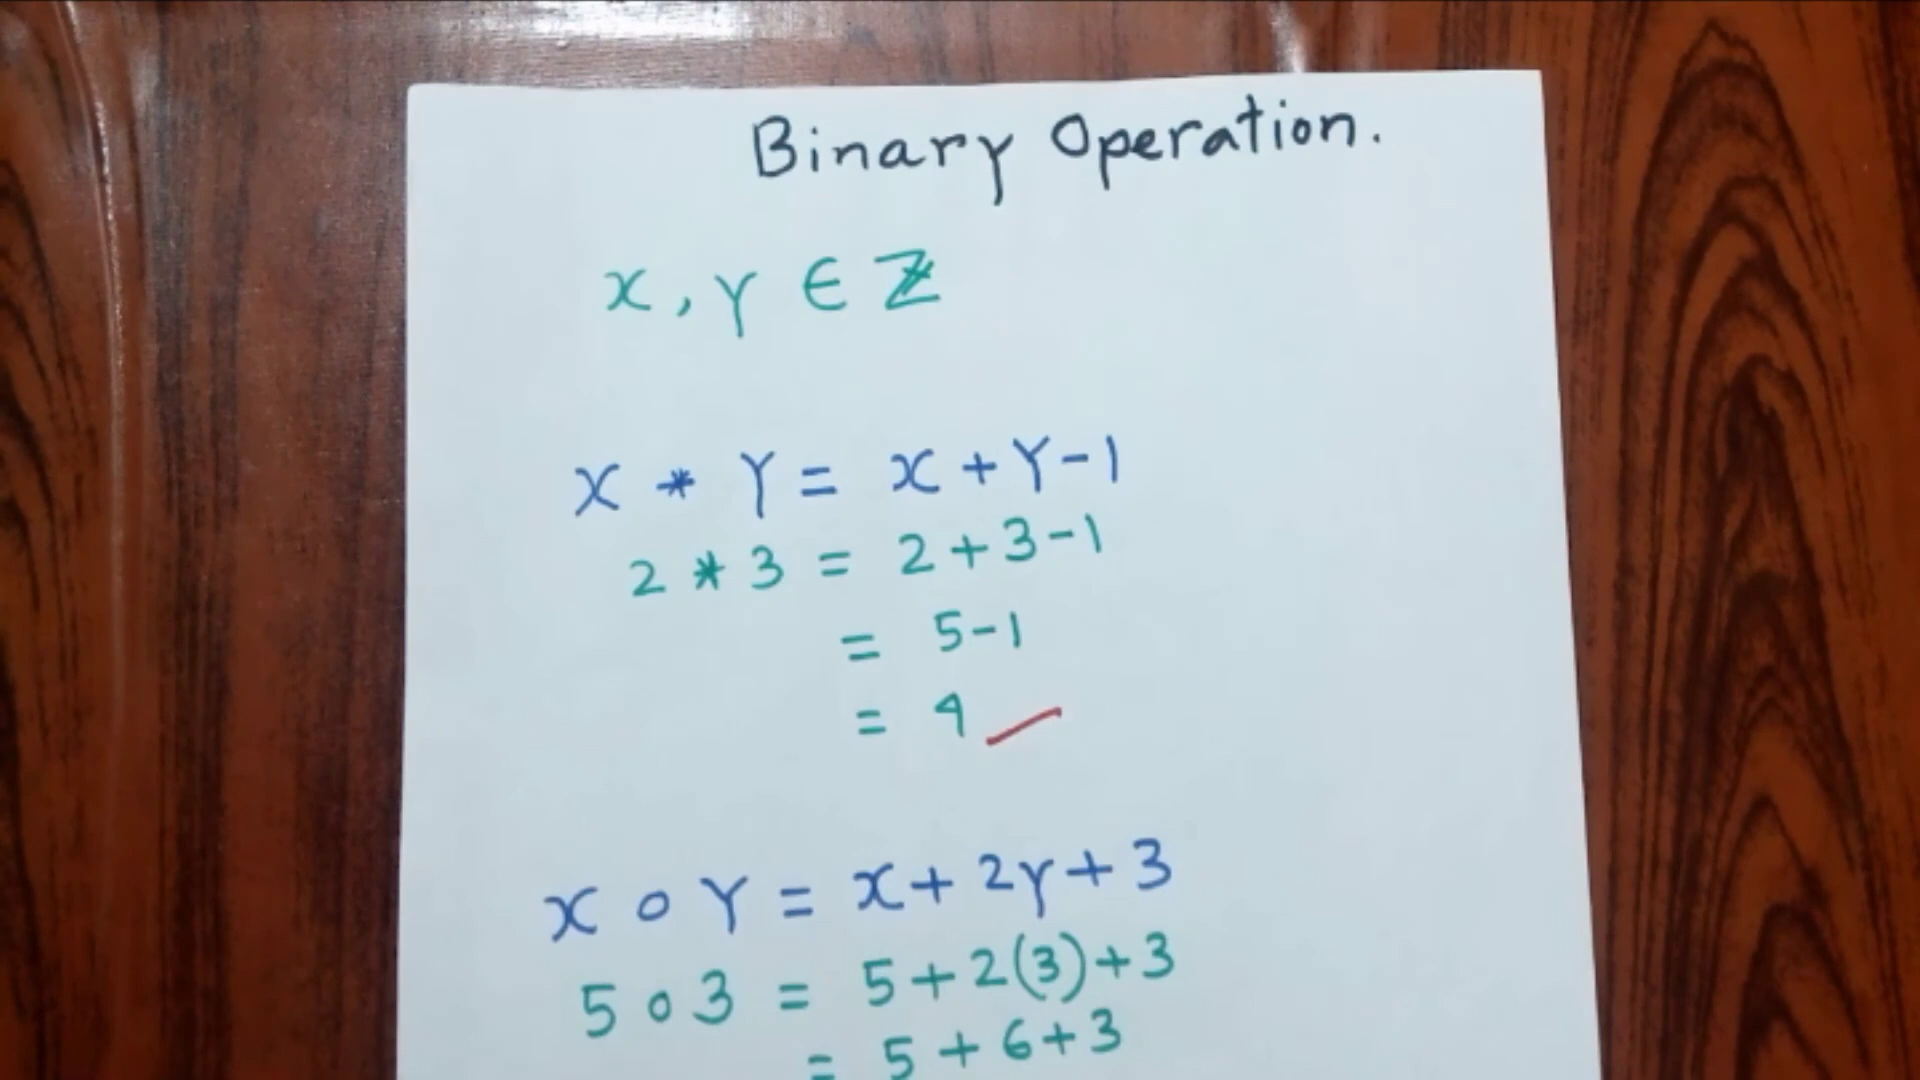 Binary Operation.
x, y ∈ ℤ
x * y = x + y - 1
2 * 3 = 2 + 3 - 1
= 5 - 1
= 4
x o y = x + 2y + 3
5 o 3 = 5 + 2(3) + 3
= 5 + 6 + 3